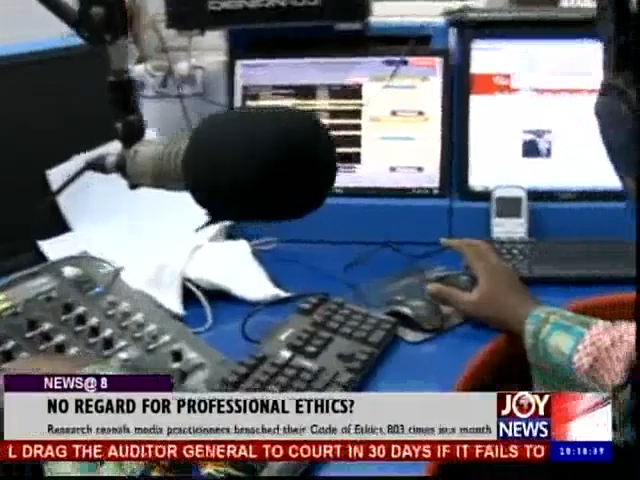 NEWS@8
NO REGARD FOR PROFESSIONAL ETHICS?
Research reveals media practitioners breached their Code of Ethics 803 times in a month
JOY
NEWS
L DRAG THE AUDITOR GENERAL TO COURT IN 30 DAYS IF IT FAILS TO